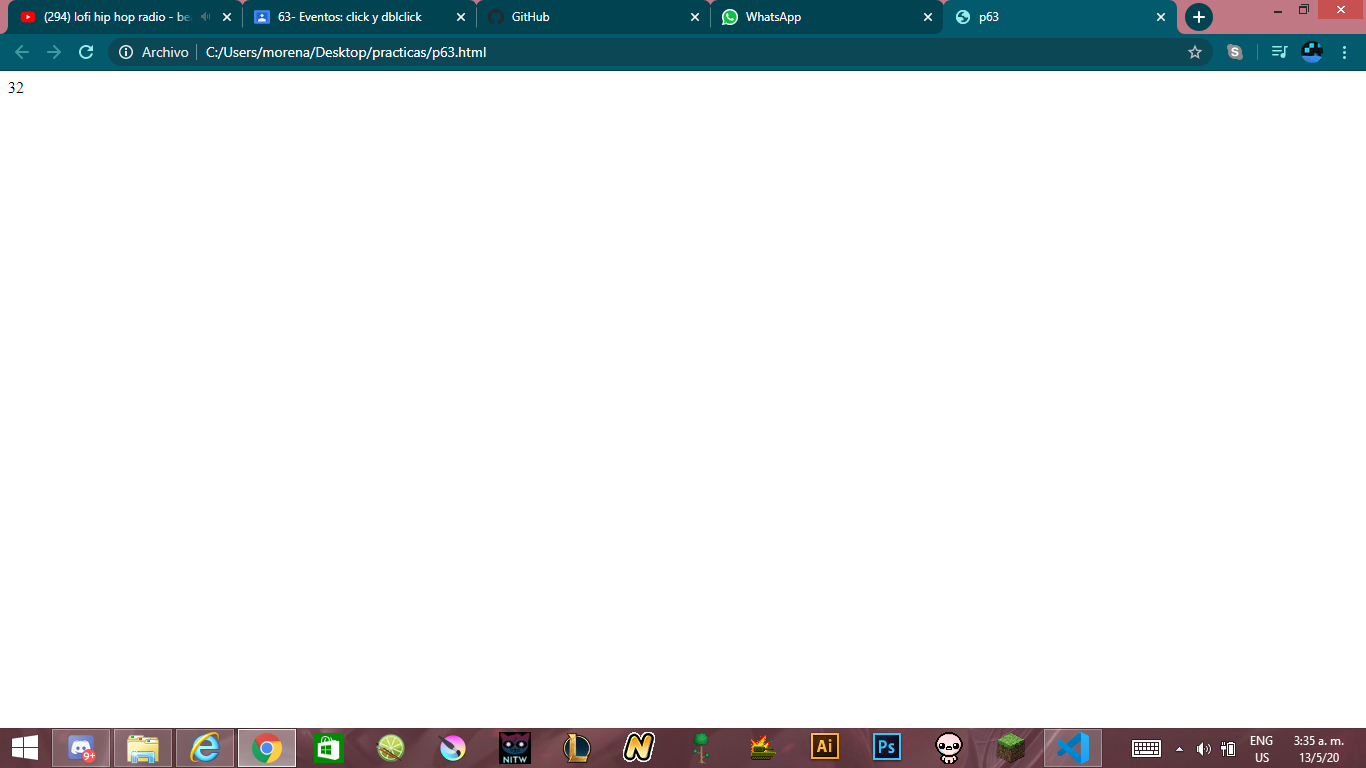 (294) lofi hip hop radio - be
63- Eventos: click y dblclick
GitHub
WhatsApp
p63
Archivo
C:/Users/morena/Desktop/practicas/p63.html
32
9+
NITW
L
N
Ai
Ps
ENG
US
3:35 a. m.
13/5/20